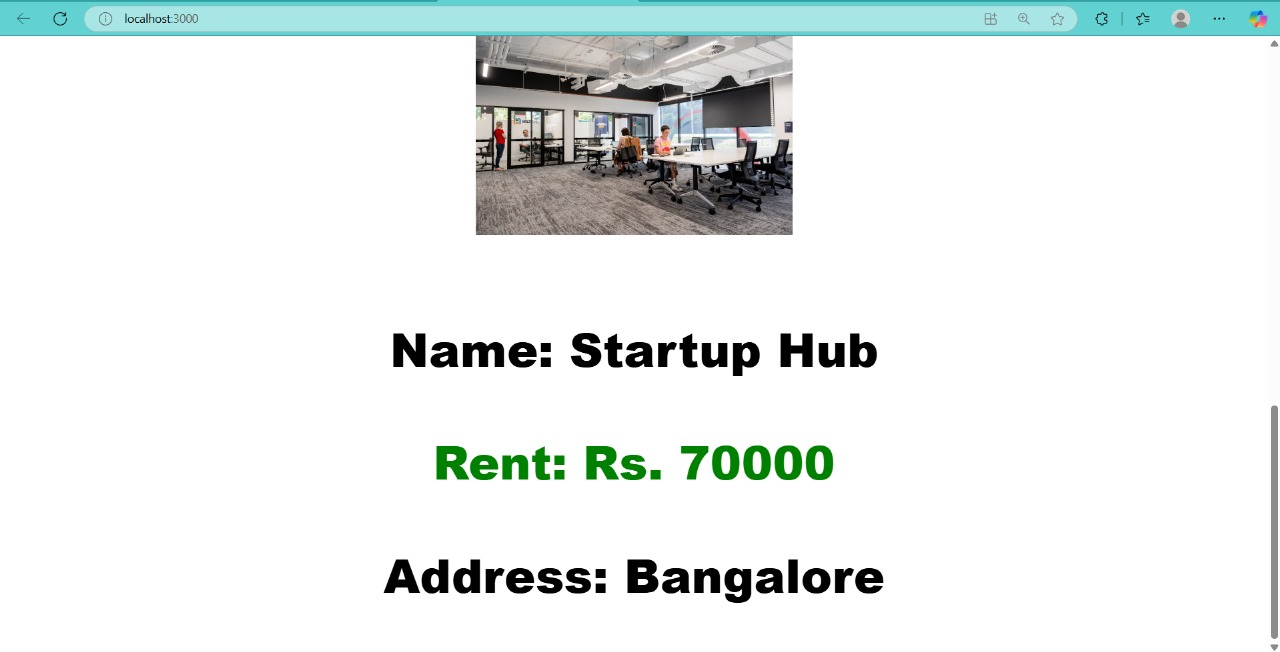 localhost:3000
Name: Startup Hub
Rent: Rs. 70000
Address: Bangalore